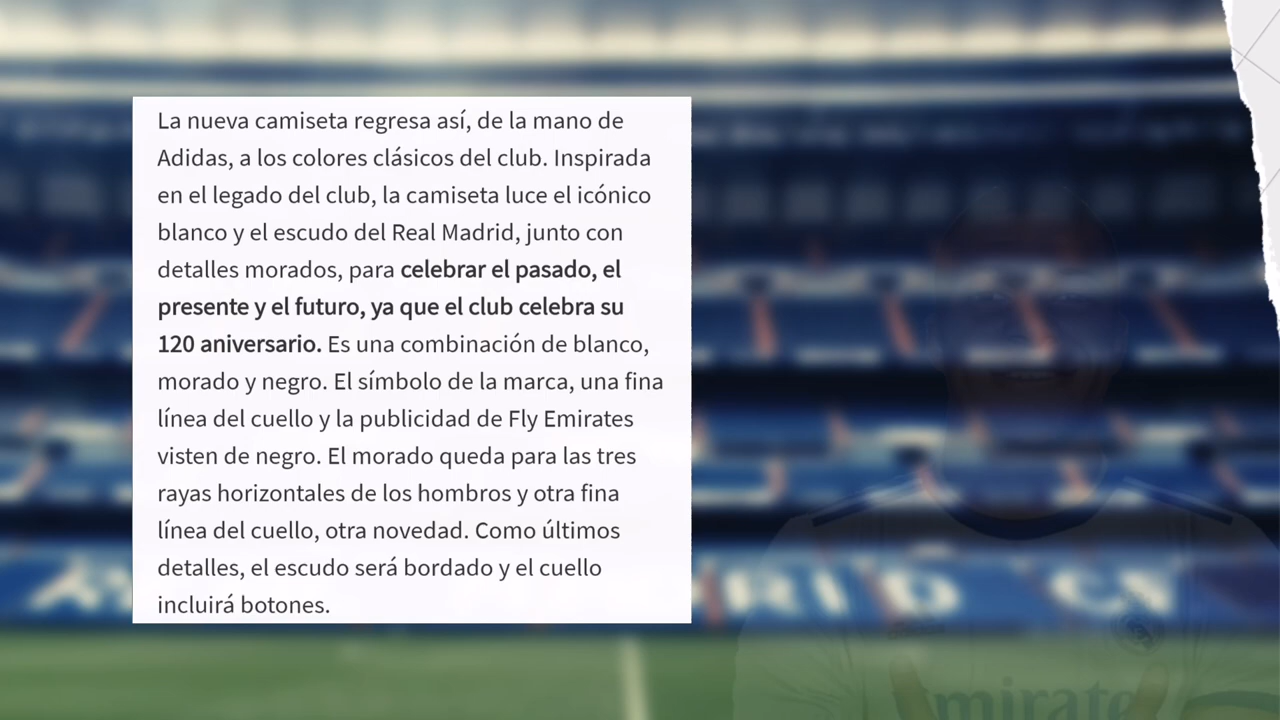 La nueva camiseta regresa así, de la mano de
Adidas, a los colores clásicos del club. Inspirada
en el legado del club, la camiseta luce el icónico
blanco y el escudo del Real Madrid, junto con
detalles morados, para celebrar el pasado, el
presente y el futuro, ya que el club celebra su
120 aniversario. Es una combinación de blanco,
morado y negro. El símbolo de la marca, una fina
línea del cuello y la publicidad de Fly Emirates
visten de negro. El morado queda para las tres
rayas horizontales de los hombros y otra fina
línea del cuello, otra novedad. Como últimos
detalles, el escudo será bordado y el cuello
incluirá botones.
RID CF
mirate